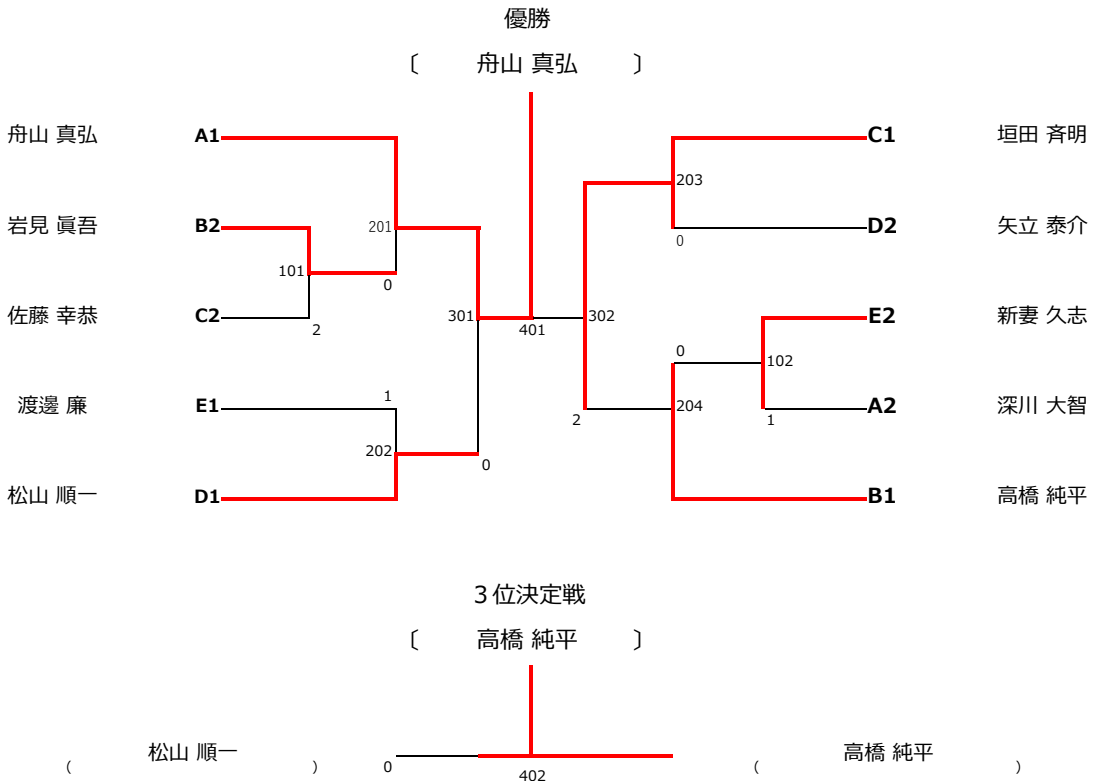 優勝
〔 舟山 真弘 〕
舟山 真弘 A1
C1 垣田 斉明
203
岩見 眞吾 B2
201
D2 矢立 泰介
0
101
0
佐藤 幸恭 C2
2
301
401
302
E2 新妻 久志
0
102
渡邊 廉 E1
1
2
204
A2 深川 大智
1
202
0
松山 順一 D1
B1 高橋 純平
３位決定戦
〔 高橋 純平 〕
（ 松山 順一 ）
0
402
（ 高橋 純平 ）